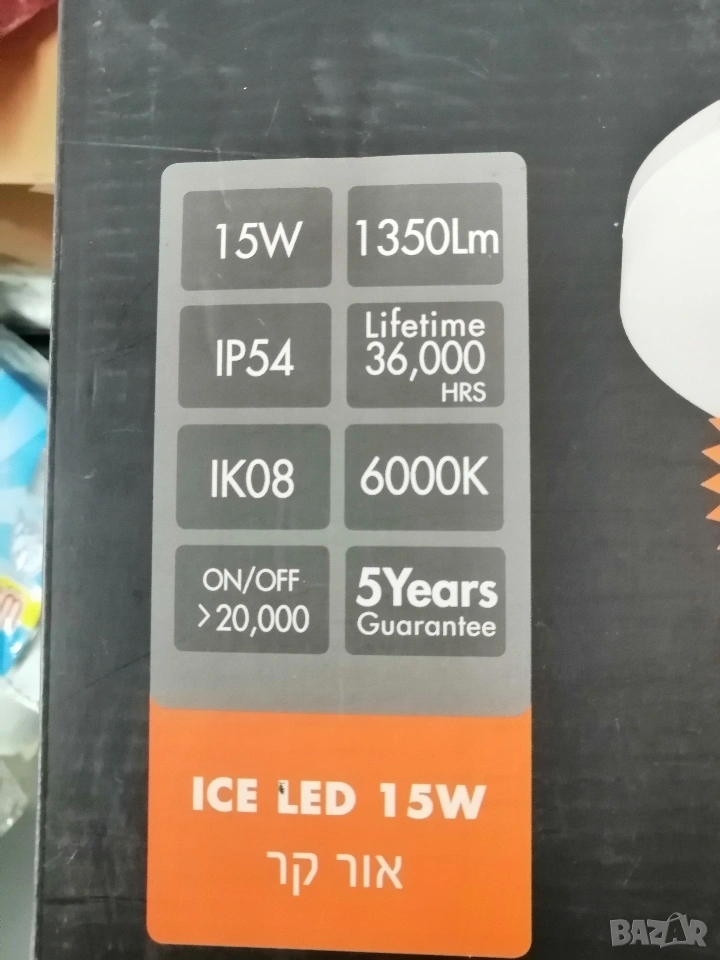 15W
1350Lm
IP54
Lifetime
36,000
HRS
IK08
6000K
ON/OFF
>20,000
5Years
Guarantee
ICE LED 15W
אור קר
BAZAR